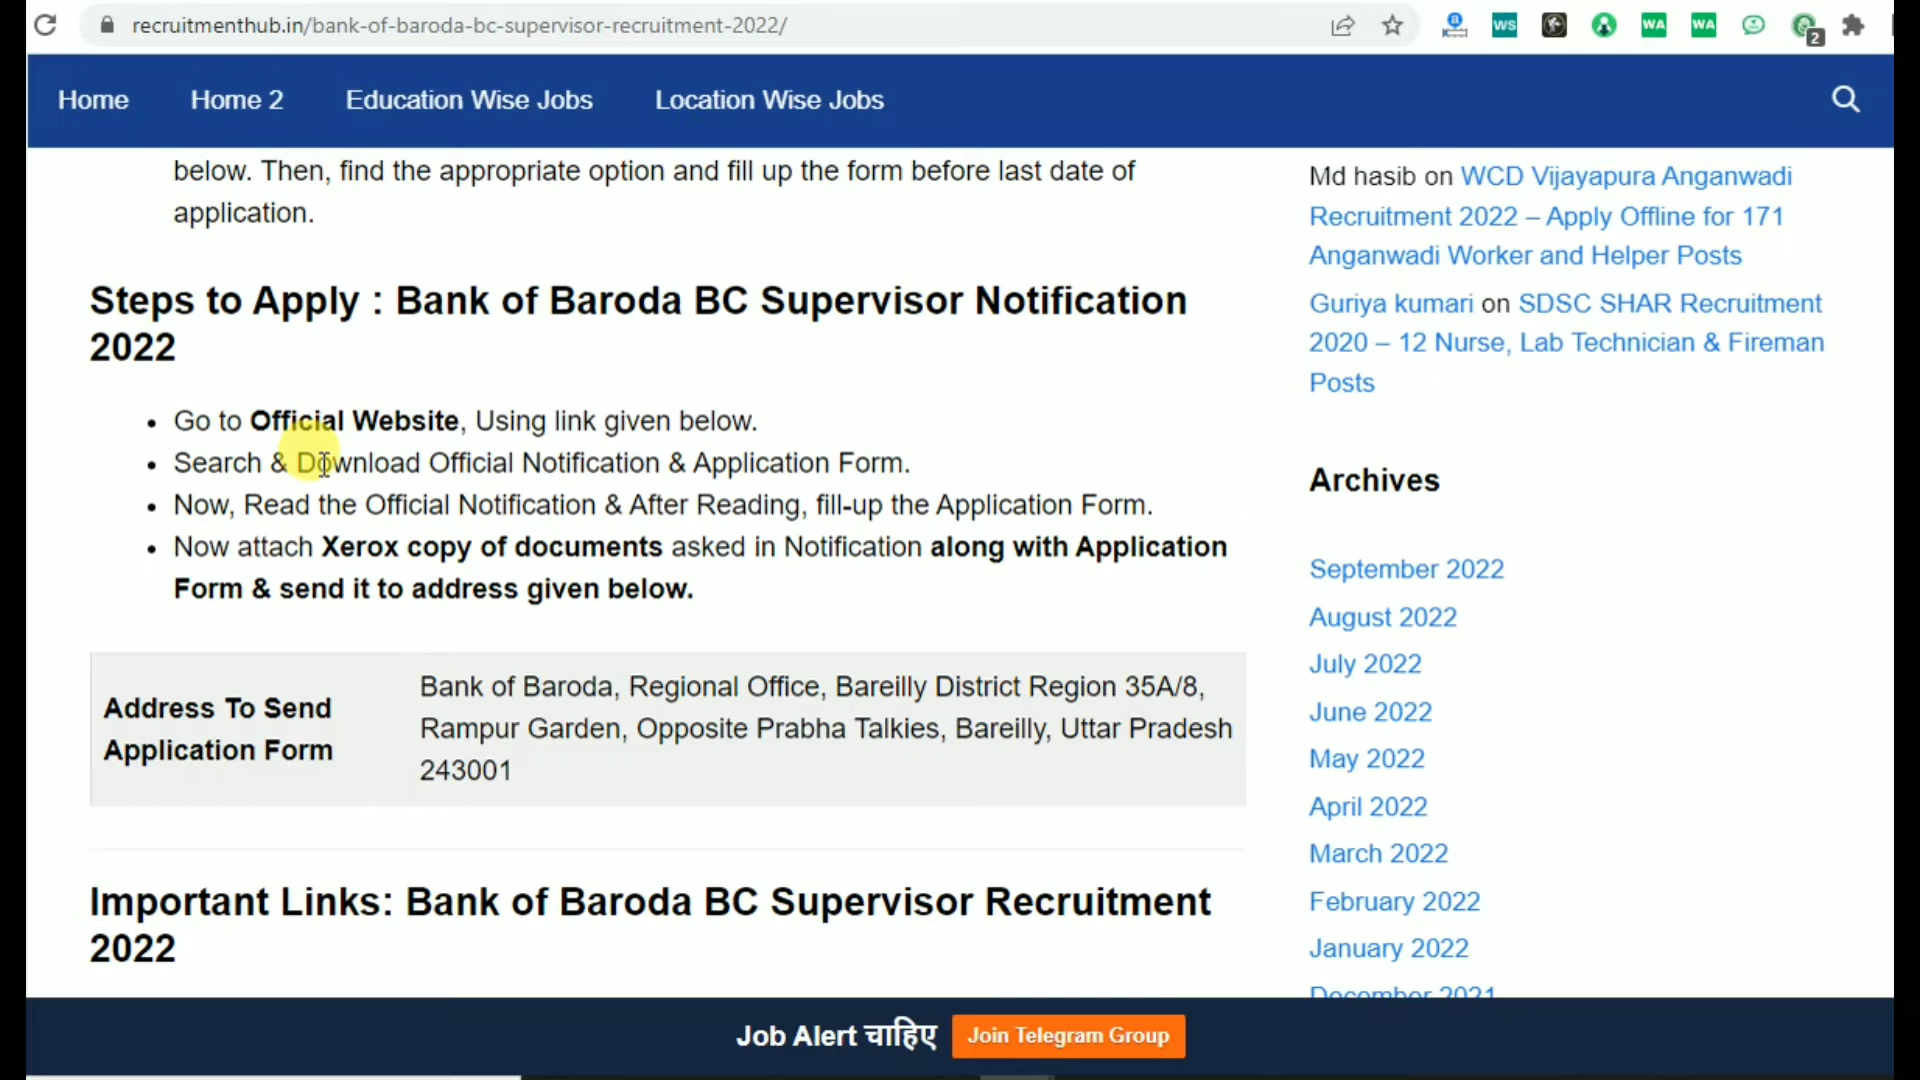 recruitmenthub.in/bank-of-baroda-bc-supervisor-recruitment-2022/
WS
WA
WA
2
Home
Home 2
Education Wise Jobs
Location Wise Jobs
below. Then, find the appropriate option and fill up the form before last date of
application.
Steps to Apply : Bank of Baroda BC Supervisor Notification
2022
• Go to Official Website, Using link given below.
• Search & Download Official Notification & Application Form.
• Now, Read the Official Notification & After Reading, fill-up the Application Form.
• Now attach Xerox copy of documents asked in Notification along with Application
Form & send it to address given below.
Address To Send
Application Form
Bank of Baroda, Regional Office, Bareilly District Region 35A/8,
Rampur Garden, Opposite Prabha Talkies, Bareilly, Uttar Pradesh
243001
Important Links: Bank of Baroda BC Supervisor Recruitment
2022
Md hasib on WCD Vijayapura Anganwadi
Recruitment 2022 – Apply Offline for 171
Anganwadi Worker and Helper Posts
Guriya kumari on SDSC SHAR Recruitment
2020 – 12 Nurse, Lab Technician & Fireman
Posts
Archives
September 2022
August 2022
July 2022
June 2022
May 2022
April 2022
March 2022
February 2022
January 2022
December 2021
Job Alert चाहिए
Join Telegram Group